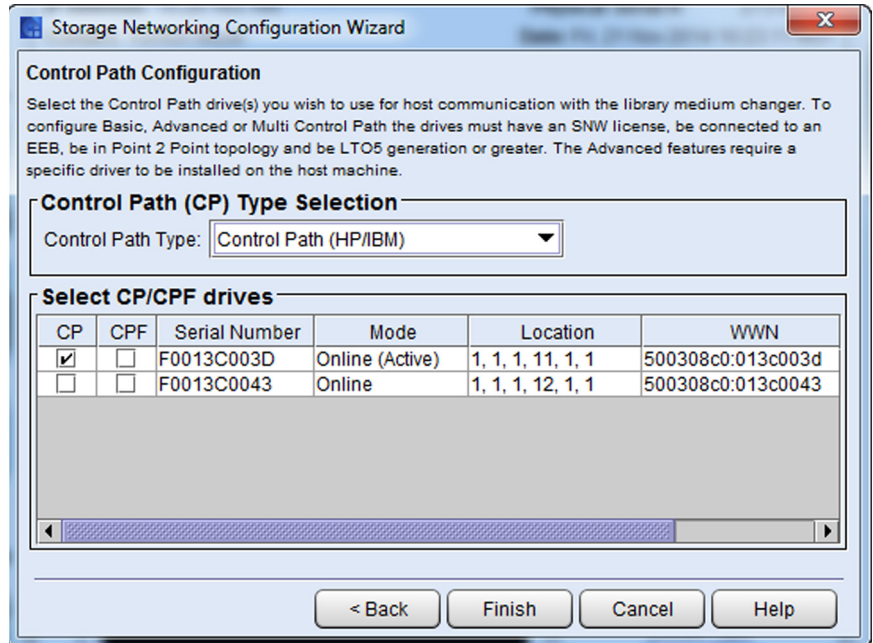 Storage Networking Configuration Wizard
Control Path Configuration
Select the Control Path drive(s) you wish to use for host communication with the library medium changer. To
configure Basic, Advanced or Multi Control Path the drives must have an SNW license, be connected to an
EEB, be in Point 2 Point topology and be LTO5 generation or greater. The Advanced features require a
specific driver to be installed on the host machine.
Control Path (CP) Type Selection
Control Path Type: Control Path (HP/IBM)
Select CP/CPF drives
CP CPF Serial Number Mode Location WWN
F0013C003D Online (Active) 1, 1, 1, 11, 1, 1 500308c0:013c003d
F0013C0043 Online 1, 1, 1, 12, 1, 1 500308c0:013c0043
< Back Finish Cancel Help